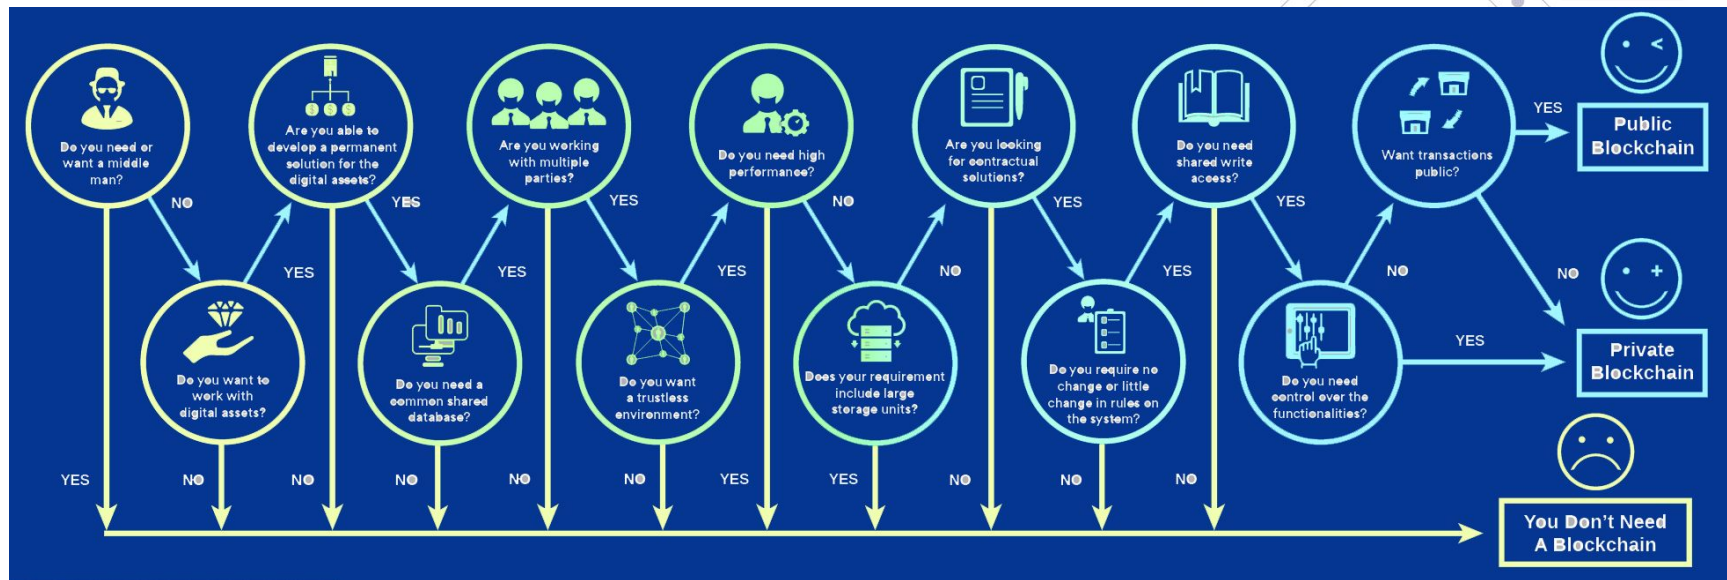 Do you need or
want a middle
man?
NO
Do you want to
work with
digital assets?
YES
Are you able to
develop a permanent
solution for the
digital assets?
YES
Do you need a
common shared
database?
YES
Are you working
with multiple
parties?
YES
Do you want
a trustless
environment?
YES
Do you need high
performance?
NO
Does your requirement
include large
storage units?
NO
Are you looking
for contractual
solutions?
YES
Do you require no
change or little
change in rules on
the system?
YES
Do you need
shared write
access?
YES
Do you need
control over the
functionalities?
NO
Want transactions
public?
YES
Public
Blockchain
NO
YES
Private
Blockchain
YES
NO
NO
NO
NO
NO
YES
YES
NO
NO
NO
You Don't Need
A Blockchain